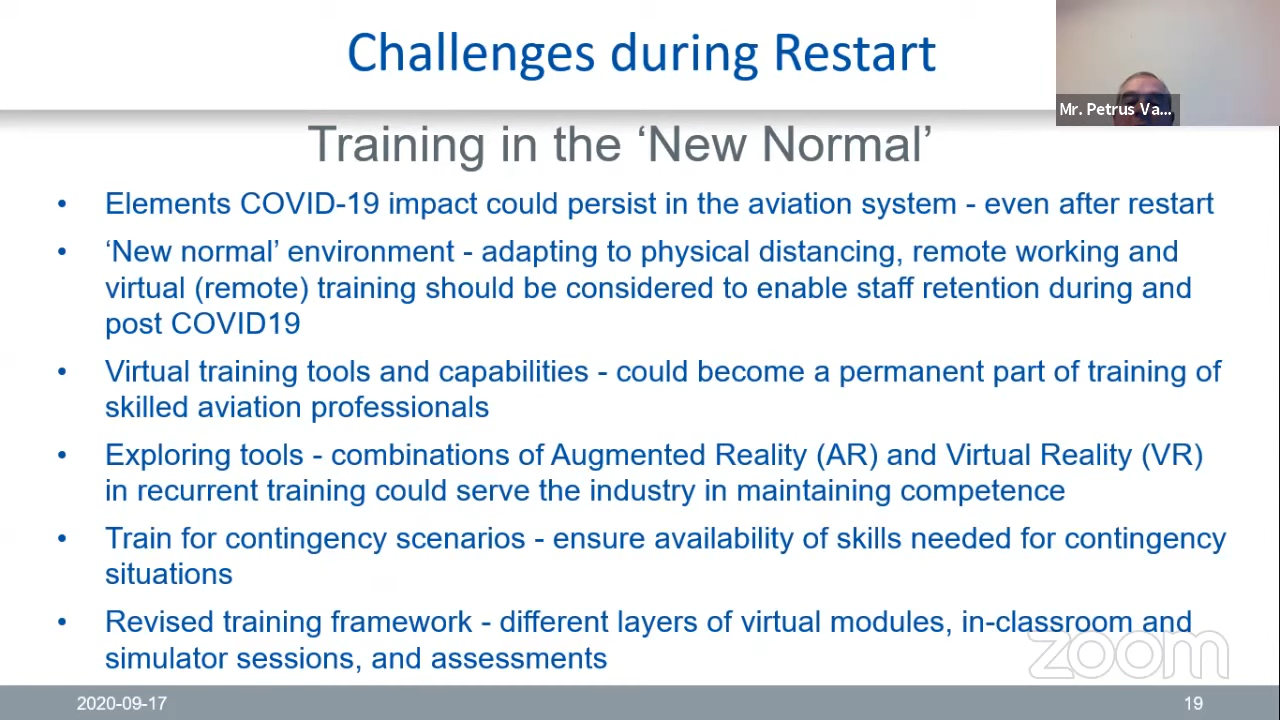 Challenges during Restart
Mr. Petrus Va...
Training in the ‘New Normal’
• Elements COVID-19 impact could persist in the aviation system - even after restart
• ‘New normal’ environment - adapting to physical distancing, remote working and
virtual (remote) training should be considered to enable staff retention during and
post COVID19
• Virtual training tools and capabilities - could become a permanent part of training of
skilled aviation professionals
• Exploring tools - combinations of Augmented Reality (AR) and Virtual Reality (VR)
in recurrent training could serve the industry in maintaining competence
• Train for contingency scenarios - ensure availability of skills needed for contingency
situations
• Revised training framework - different layers of virtual modules, in-classroom and
simulator sessions, and assessments
zoom
2020-09-17
19